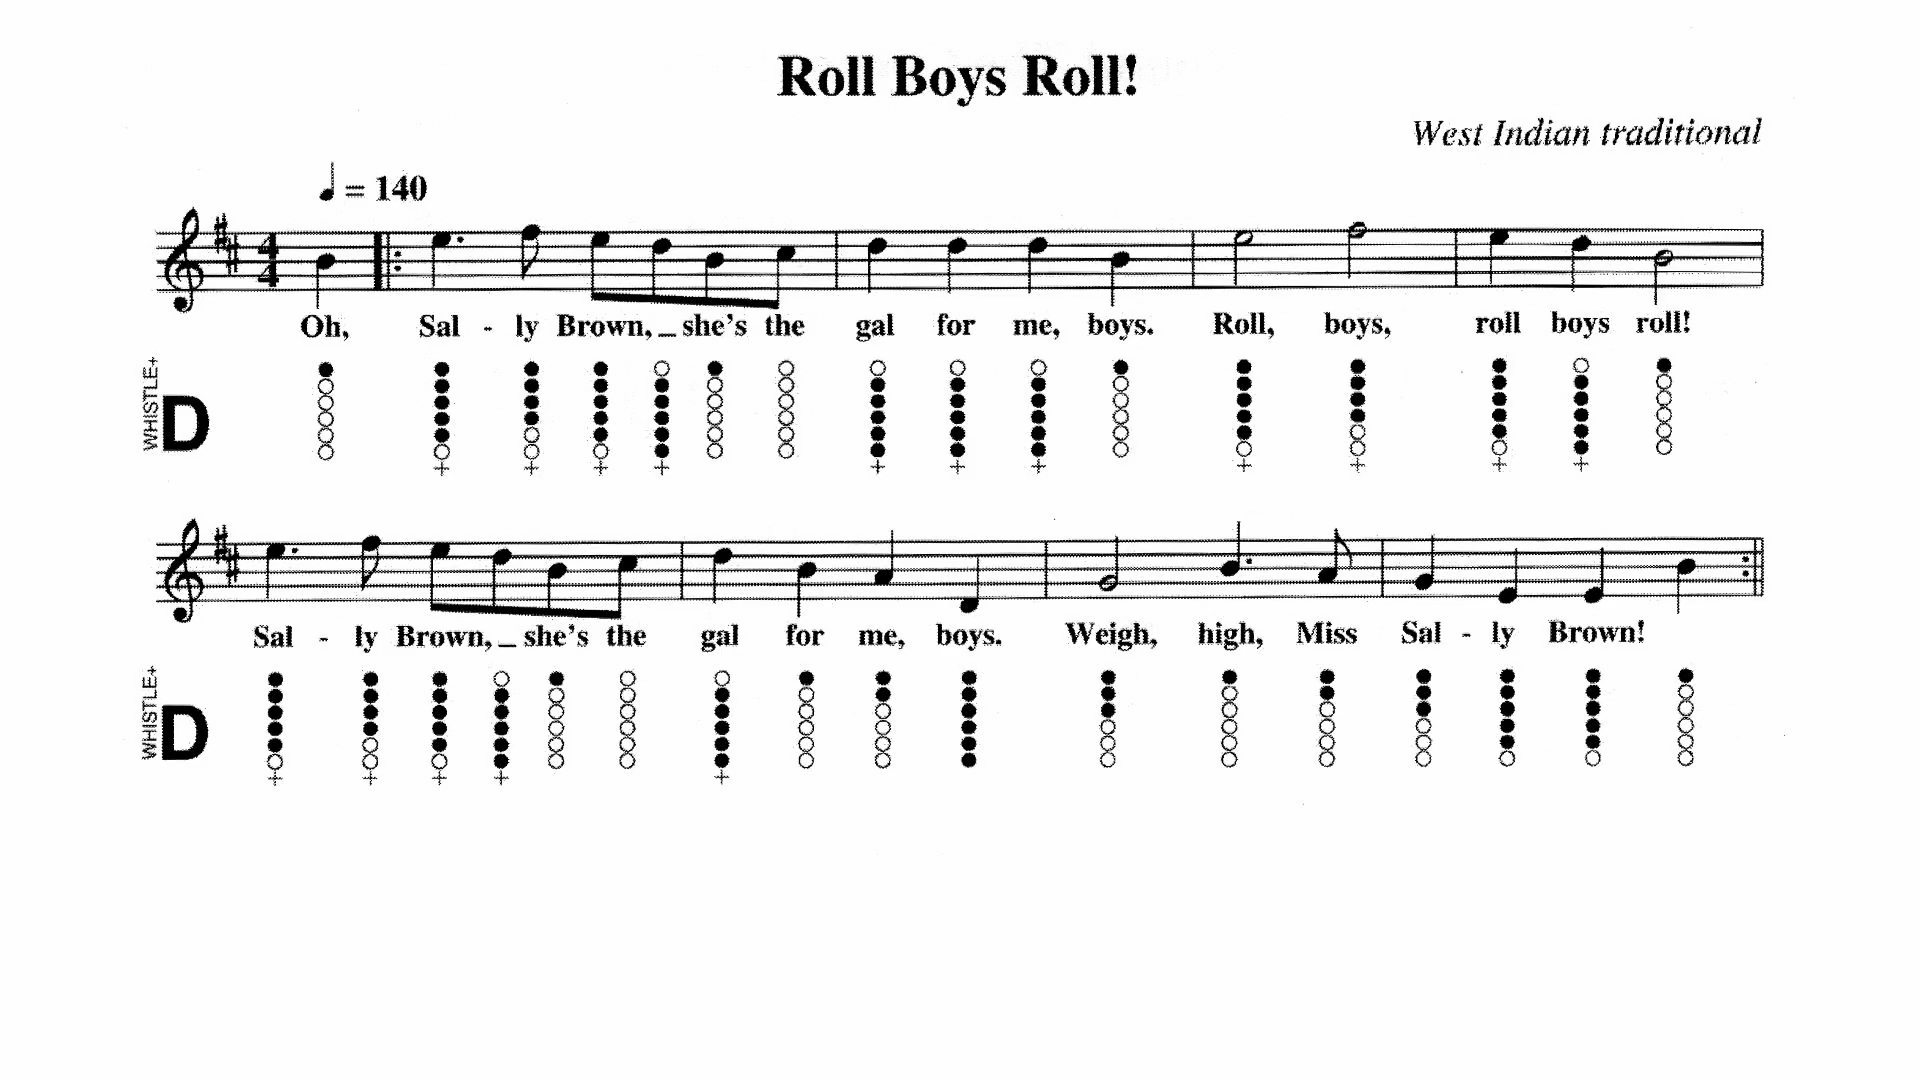 Roll Boys Roll!
West Indian traditional
♩ = 140
4/4
Oh, Sal - ly Brown, _ she's the gal for me, boys. Roll, boys, roll boys roll!
WHISTLE+ D
Sal - ly Brown, _ she's the gal for me, boys. Weigh, high, Miss Sal - ly Brown!
WHISTLE+ D